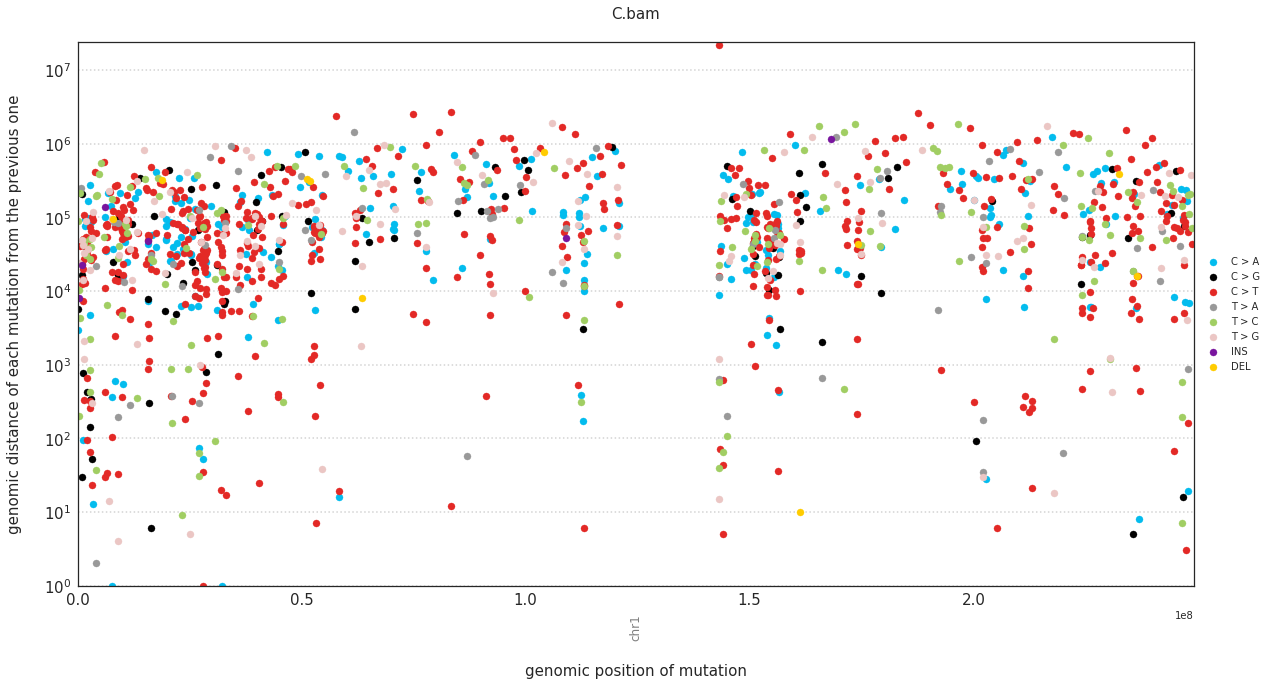 C.bam
genomic distance of each mutation from the previous one
10^7
10^6
10^5
10^4
10^3
10^2
10^1
10^0
0.0 0.5 1.0 1.5 2.0
1e8
chr1
genomic position of mutation
C > A
C > G
C > T
T > A
T > C
T > G
INS
DEL